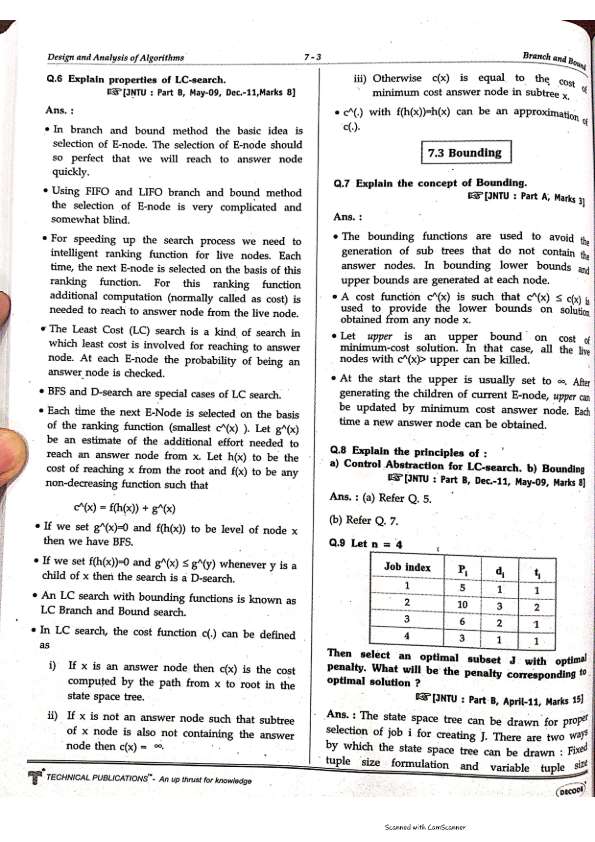 Design and Analysis of Algorithms
7 - 3
Branch and Bound
Q.6 Explain properties of LC-search.
☞[JNTU : Part B, May-09, Dec.-11,Marks 8]
Ans. :
• In branch and bound method the basic idea is
selection of E-node. The selection of E-node should
so perfect that we will reach to answer node
quickly.
• Using FIFO and LIFO branch and bound method
the selection of E-node is very complicated and
somewhat blind.
• For speeding up the search process we need to
intelligent ranking function for live nodes. Each
time, the next E-node is selected on the basis of this
ranking function. For this ranking function
additional computation (normally called as cost) is
needed to reach to answer node from the live node.
• The Least Cost (LC) search is a kind of search in
which least cost is involved for reaching to answer
node. At each E-node the probability of being an
answer node is checked.
• BFS and D-search are special cases of LC search.
• Each time the next E-Node is selected on the basis
of the ranking function (smallest c^(x) ). Let g^(x)
be an estimate of the additional effort needed to
reach an answer node from x. Let h(x) to be the
cost of reaching x from the root and f(x) to be any
non-decreasing function such that
c^(x) = f(h(x)) + g^(x)
• If we set g^(x)=0 and f(h(x)) to be level of node x
then we have BFS.
• If we set f(h(x))=0 and g^(x) ≤ g^(y) whenever y is a
child of x then the search is a D-search.
• An LC search with bounding functions is known as
LC Branch and Bound search.
• In LC search, the cost function c(.) can be defined
as
i) If x is an answer node then c(x) is the cost
computed by the path from x to root in the
state space tree.
ii) If x is not an answer node such that subtree
of x node is also not containing the answer
node then c(x) = ∞.
iii) Otherwise c(x) is equal to the cost of
minimum cost answer node in subtree x.
• c^(.) with f(h(x))=h(x) can be an approximation of
c(.).
7.3 Bounding
Q.7 Explain the concept of Bounding.
☞[JNTU : Part A, Marks 3]
Ans. :
• The bounding functions are used to avoid the
generation of sub trees that do not contain the
answer nodes. In bounding lower bounds and
upper bounds are generated at each node.
• A cost function c^(x) is such that c^(x) ≤ c(x) is
used to provide the lower bounds on solution
obtained from any node x.
• Let upper is an upper bound on cost of
minimum-cost solution. In that case, all the live
nodes with c^(x)> upper can be killed.
• At the start the upper is usually set to ∞. After
generating the children of current E-node, upper can
be updated by minimum cost answer node. Each
time a new answer node can be obtained.
Q.8 Explain the principles of :
a) Control Abstraction for LC-search. b) Bounding
☞[JNTU : Part B, Dec.-11, May-09, Marks 8]
Ans. : (a) Refer Q. 5.
(b) Refer Q. 7.
Q.9 Let n = 4
Job index Pi di ti
1 5 1 1
2 10 3 2
3 6 2 1
4 3 1 1
Then select an optimal subset J with optimal
penalty. What will be the penalty corresponding to
optimal solution ?
☞[JNTU : Part B, April-11, Marks 15]
Ans. : The state space tree can be drawn for proper
selection of job i for creating J. There are two ways
by which the state space tree can be drawn : Fixed
tuple size formulation and variable tuple size
TECHNICAL PUBLICATIONS™- An up thrust for knowledge
DECODE
Scanned with CamScanner